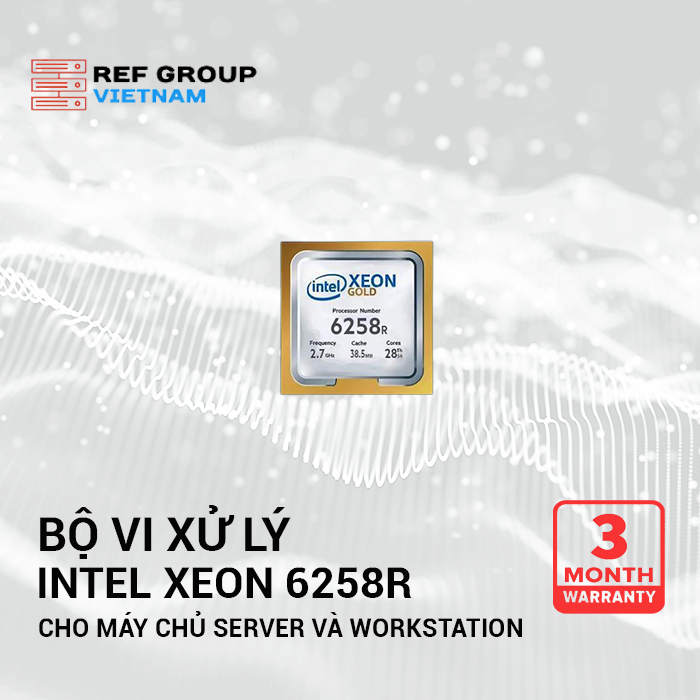 REF GROUP
VIETNAM
intel XEON
GOLD
Processor Number
6258R
Frequency Cache Cores
2.7 GHz 38.5MB 28
BỘ VI XỬ LÝ
INTEL XEON 6258R
CHO MÁY CHỦ SERVER VÀ WORKSTATION
3
MONTH
WARRANTY